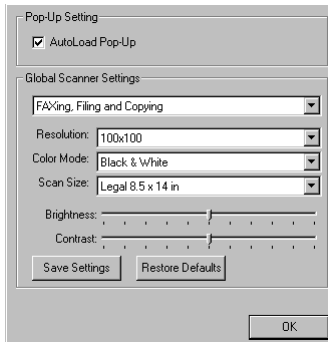 Pop-Up Setting
AutoLoad Pop-Up
Global Scanner Settings
FAXing, Filing and Copying
Resolution: 100x100
Color Mode: Black & White
Scan Size: Legal 8.5 x 14 in
Brightness:
Contrast:
Save Settings Restore Defaults
OK